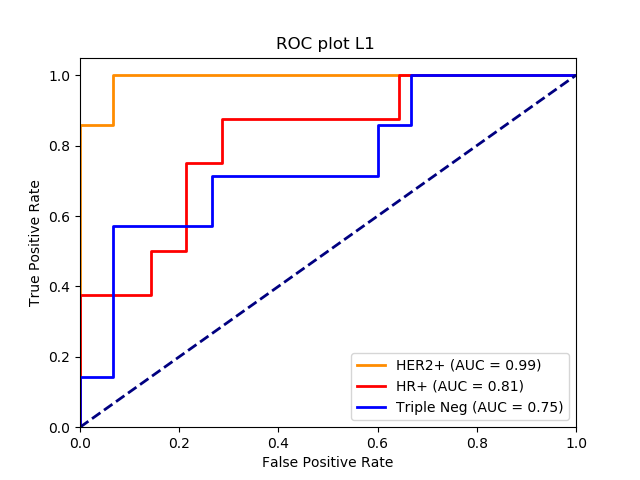 ROC plot L1
1.0
0.8
0.6
0.4
0.2
0.0
True Positive Rate
HER2+ (AUC = 0.99)
HR+ (AUC = 0.81)
Triple Neg (AUC = 0.75)
0.0 0.2 0.4 0.6 0.8 1.0
False Positive Rate